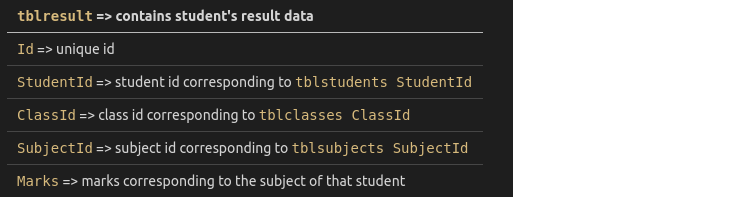 tblresult => contains student's result data
Id => unique id
StudentId => student id corresponding to tblstudents StudentId
ClassId => class id corresponding to tblclasses ClassId
SubjectId => subject id corresponding to tblsubjects SubjectId
Marks => marks corresponding to the subject of that student